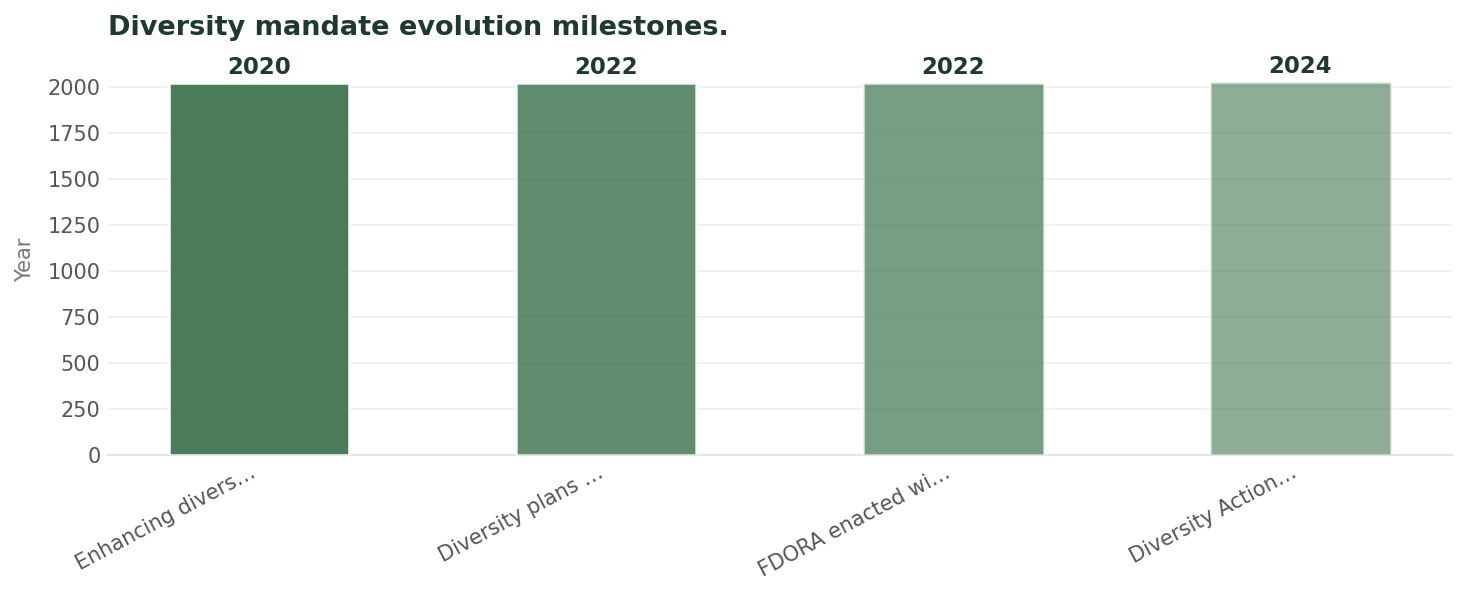 Diversity mandate evolution milestones.
2020
2022
2022
2024
Year
2000
1750
1500
1250
1000
750
500
250
0
Enhancing divers...
Diversity plans ...
FDORA enacted wi...
Diversity Action...